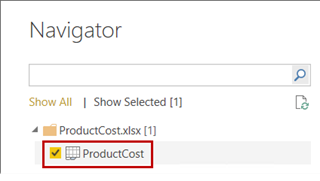 Navigator
Show All | Show Selected [1]
ProductCost.xlsx [1]
ProductCost